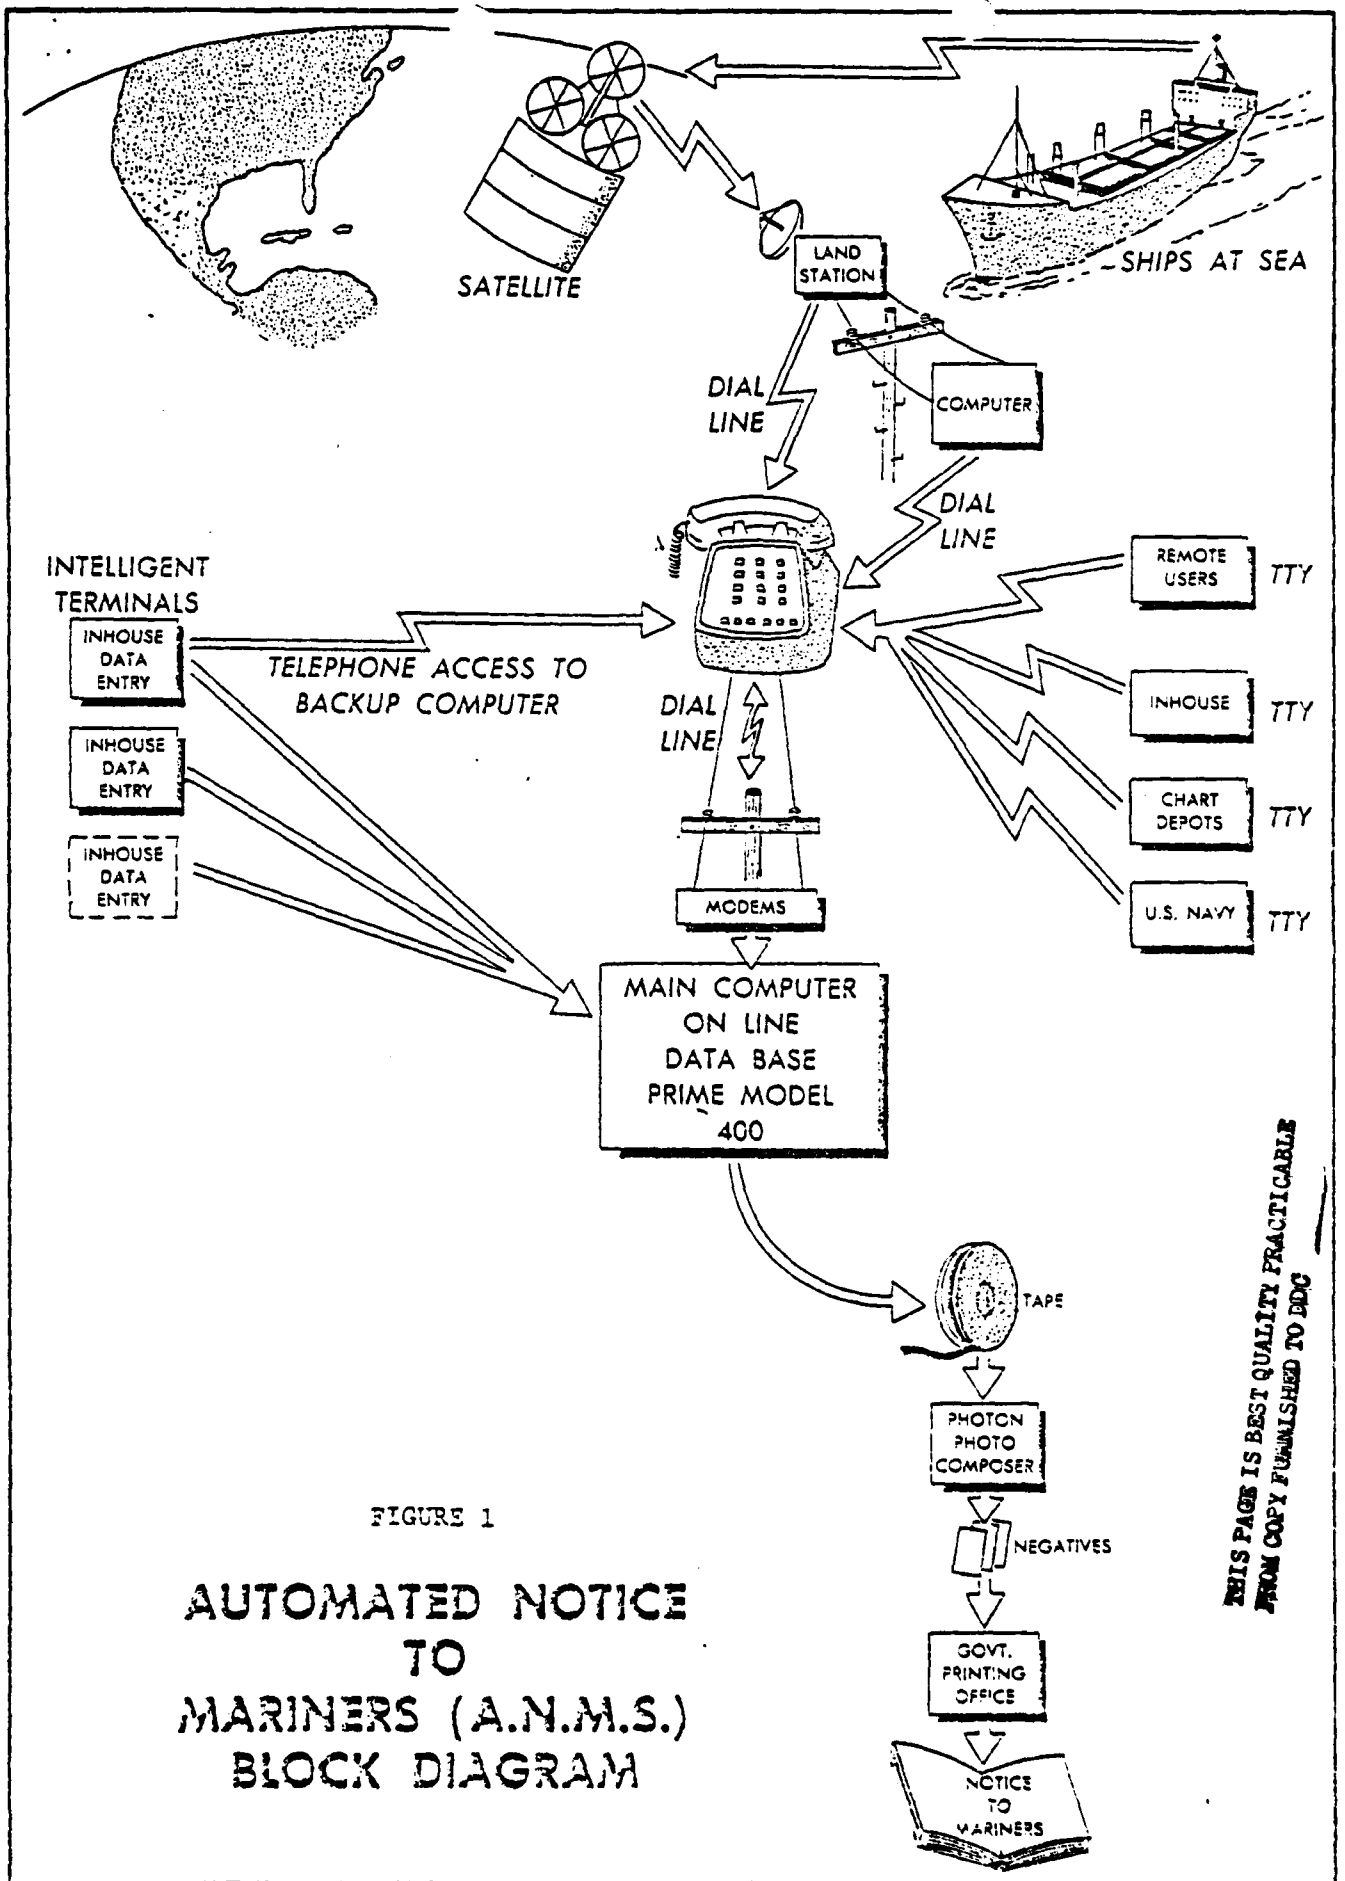 SATELLITE
LAND
STATION
SHIPS AT SEA
DIAL
LINE
COMPUTER
DIAL
LINE
INTELLIGENT
TERMINALS
INHOUSE
DATA
ENTRY
TELEPHONE ACCESS TO
BACKUP COMPUTER
INHOUSE
DATA
ENTRY
INHOUSE
DATA
ENTRY
REMOTE
USERS
TTY
INHOUSE
TTY
CHART
DEPOTS
TTY
U.S. NAVY
TTY
DIAL
LINE
MODEMS
MAIN COMPUTER
ON LINE
DATA BASE
PRIME MODEL
400
TAPE
PHOTON
PHOTO
COMPOSER
NEGATIVES
GOVT.
PRINTING
OFFICE
NOTICE
TO
MARINERS
FIGURE 1
AUTOMATED NOTICE
TO
MARINERS (A.N.M.S.)
BLOCK DIAGRAM
THIS PAGE IS BEST QUALITY PRACTICABLE
FROM COPY FURNISHED TO DDC